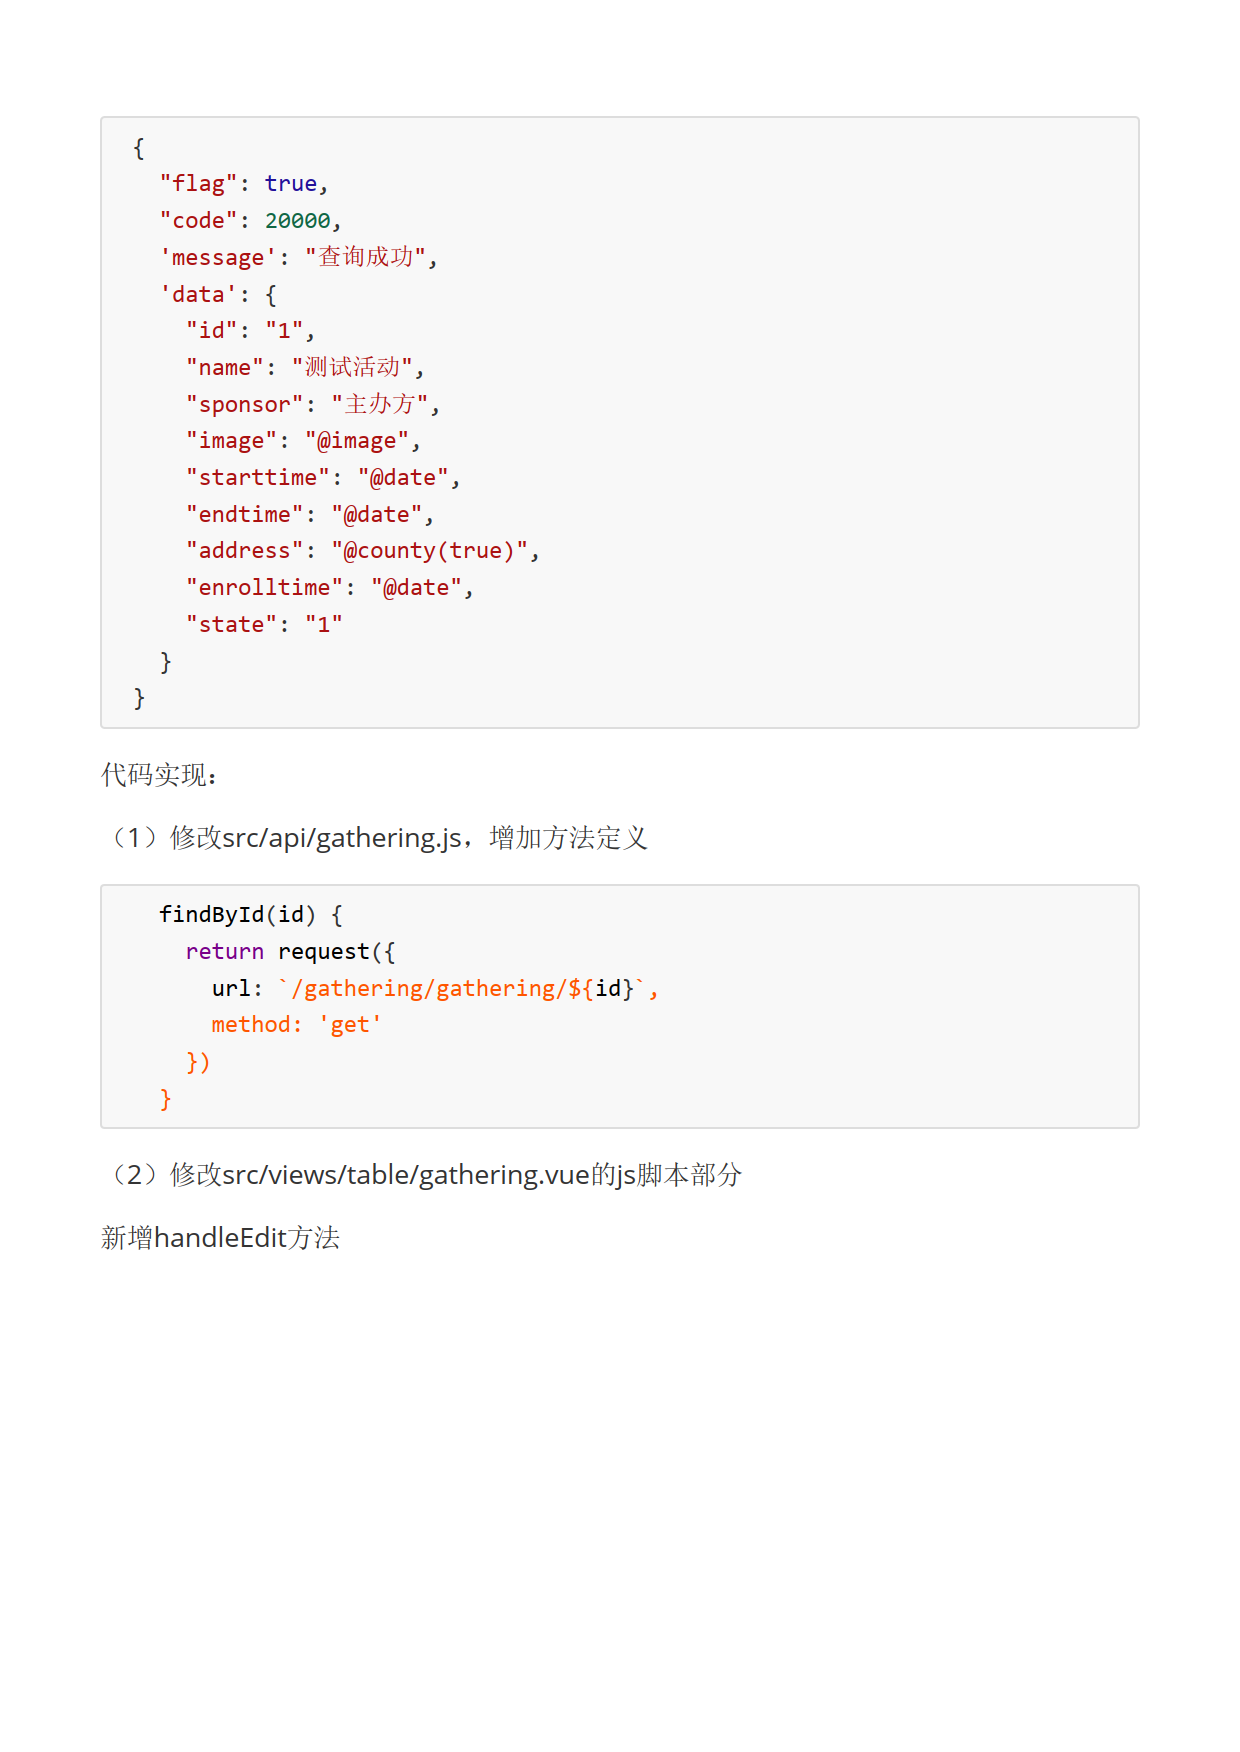 {
  "flag": true,
  "code": 20000,
  'message': "查询成功",
  'data': {
    "id": "1",
    "name": "测试活动",
    "sponsor": "主办方",
    "image": "@image",
    "starttime": "@date",
    "endtime": "@date",
    "address": "@county(true)",
    "enrolltime": "@date",
    "state": "1"
  }
}
代码实现：
（1）修改src/api/gathering.js，增加方法定义
  findById(id) {
    return request({
      url: `/gathering/gathering/${id}`,
      method: 'get'
    })
  }
（2）修改src/views/table/gathering.vue的js脚本部分
新增handleEdit方法